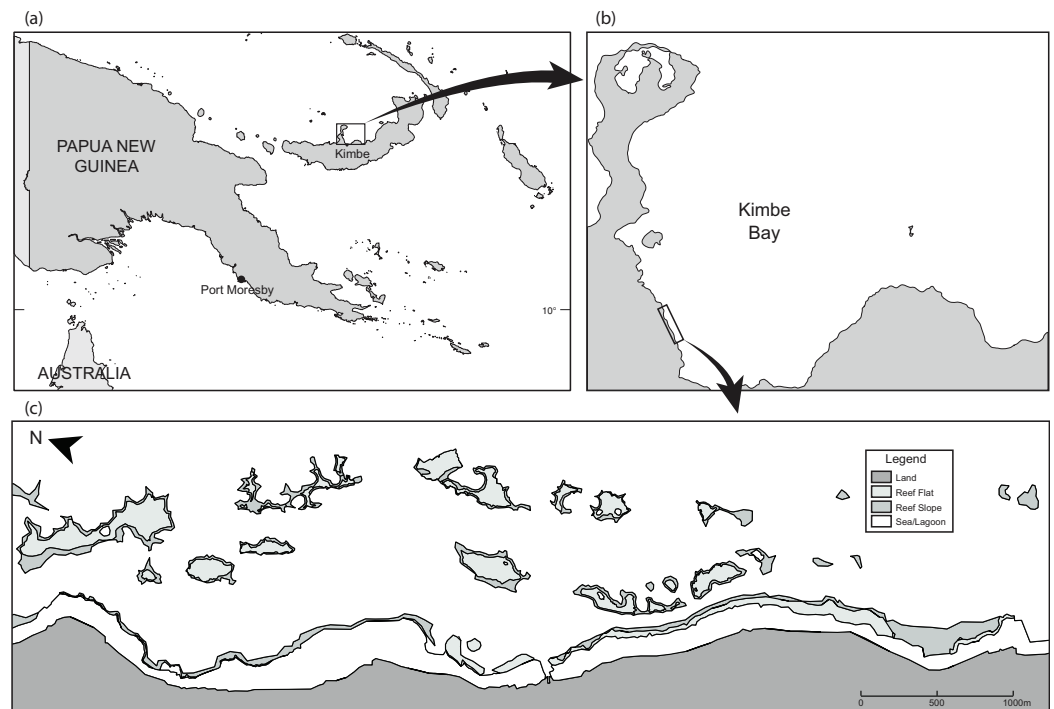 (a)
PAPUA NEW
GUINEA
Kimbe
Port Moresby
10°
AUSTRALIA
(b)
Kimbe
Bay
(c)
N
Legend
Land
Reef Flat
Reef Slope
Sea/Lagoon
0 500 1000m